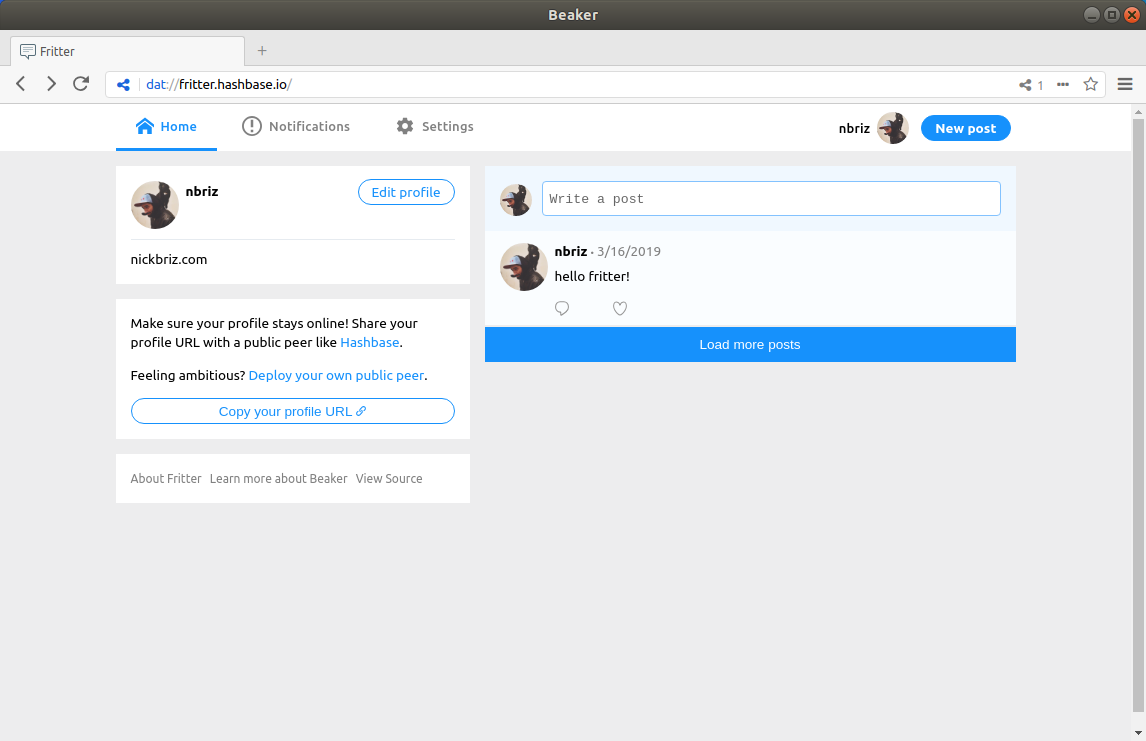 Beaker
Fritter
dat://fritter.hashbase.io/
1
Home
Notifications
Settings
nbriz
New post
nbriz
Edit profile
nickbriz.com
Make sure your profile stays online! Share your
profile URL with a public peer like Hashbase.
Feeling ambitious? Deploy your own public peer.
Copy your profile URL
About Fritter Learn more about Beaker View Source
Write a post
nbriz · 3/16/2019
hello fritter!
Load more posts